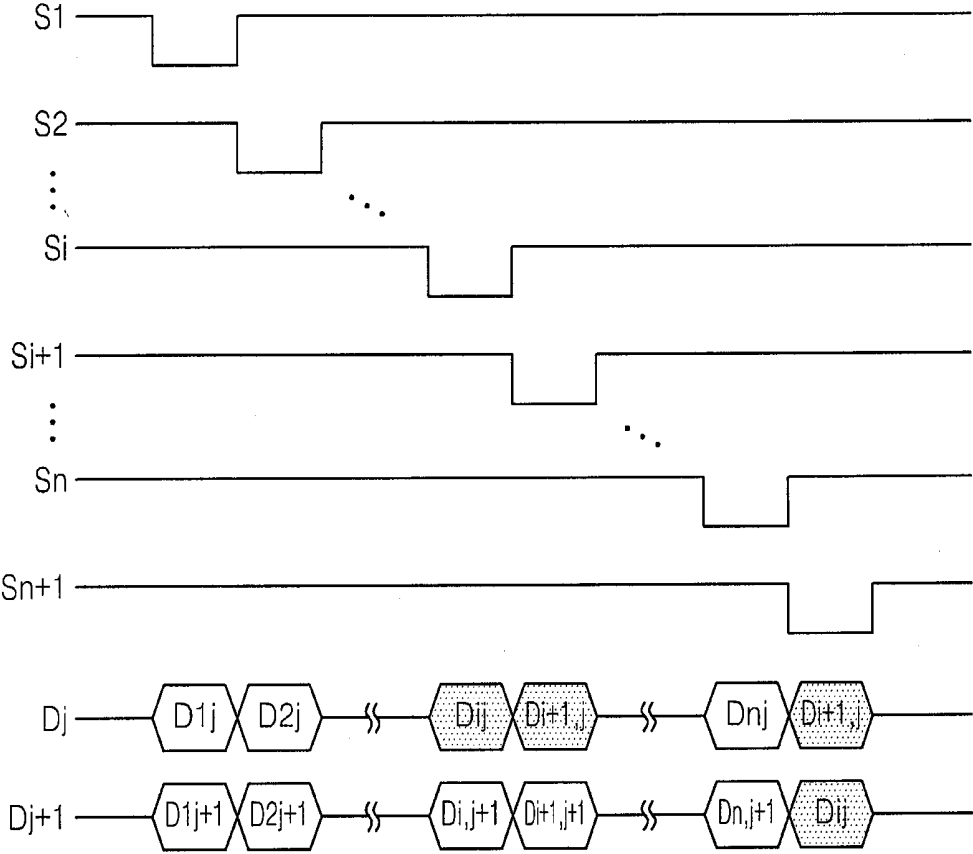 S1
S2
Si
Si+1
Sn
Sn+1
Dj D1j D2j Dij Di+1,j Dnj Di+1,j
Dj+1 D1j+1 D2j+1 Di,j+1 Di+1,j+1 Dn,j+1 Dij